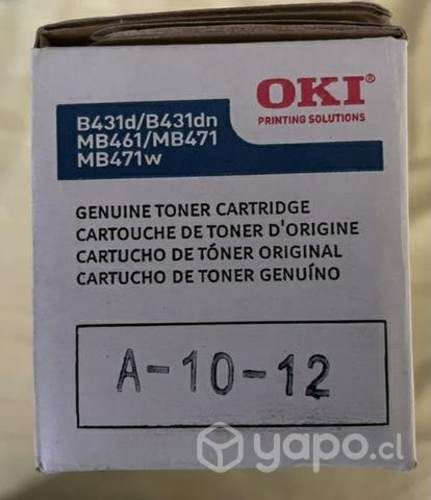 OKI®
PRINTING SOLUTIONS
B431d/B431dn
MB461/MB471
MB471w
GENUINE TONER CARTRIDGE
CARTOUCHE DE TONER D'ORIGINE
CARTUCHO DE TÓNER ORIGINAL
CARTUCHO DE TONER GENUÍNO
A-10-12
yapo.cl